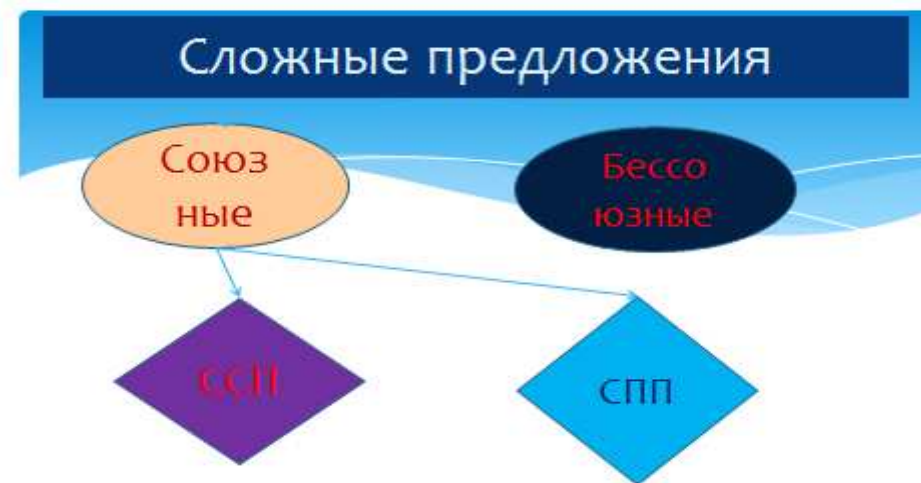 Сложные предложения
Союз
ные
Бессо
юзные
ССП
СПП